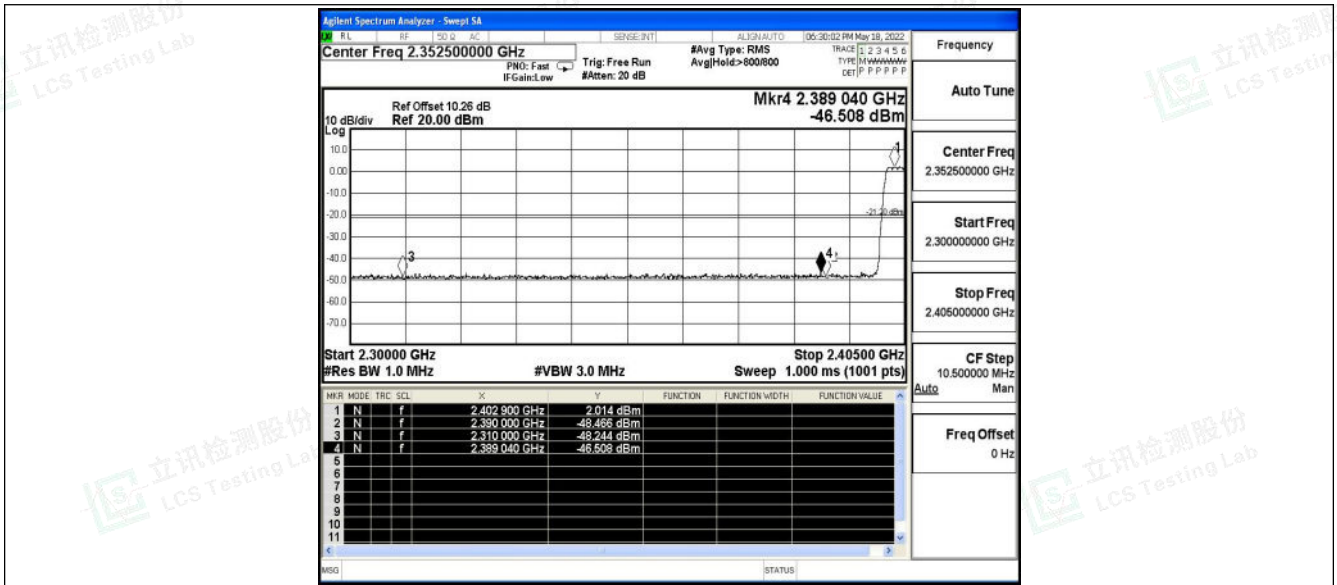 Agilent Spectrum Analyzer - Swept SA
RL RF 50 Ω AC SENSE:INT ALIGNAUTO 06:30:02 PM May 18, 2022
Center Freq 2.352500000 GHz
PNO: Fast
IFGain:Low
Trig: Free Run
#Atten: 20 dB
#Avg Type: RMS
Avg|Hold:>800/800
TRACE 1 2 3 4 5 6
TYPE M WWWWW
DET P P P P P P
Ref Offset 10.26 dB
10 dB/div Ref 20.00 dBm
Log
Mkr4 2.389 040 GHz
-46.508 dBm
10.0
0.00
-10.0
-20.0
-30.0
-40.0
-50.0
-60.0
-70.0
1
-21.20 dBm
3
4
Start 2.30000 GHz Stop 2.40500 GHz
#Res BW 1.0 MHz #VBW 3.0 MHz Sweep 1.000 ms (1001 pts)
MKR MODE TRC SCL X Y FUNCTION FUNCTION WIDTH FUNCTION VALUE
1 N f 2.402 900 GHz 2.014 dBm
2 N f 2.390 000 GHz -48.466 dBm
3 N f 2.310 000 GHz -48.244 dBm
4 N f 2.389 040 GHz -46.508 dBm
5
6
7
8
9
10
11
MSG STATUS
Frequency
Auto Tune
Center Freq
2.352500000 GHz
Start Freq
2.300000000 GHz
Stop Freq
2.405000000 GHz
CF Step
10.500000 MHz
Auto Man
Freq Offset
0 Hz
立讯检测股份
LCS Testing Lab
立讯检测股份
LCS Testing Lab
立讯检测股份
LCS Testing Lab